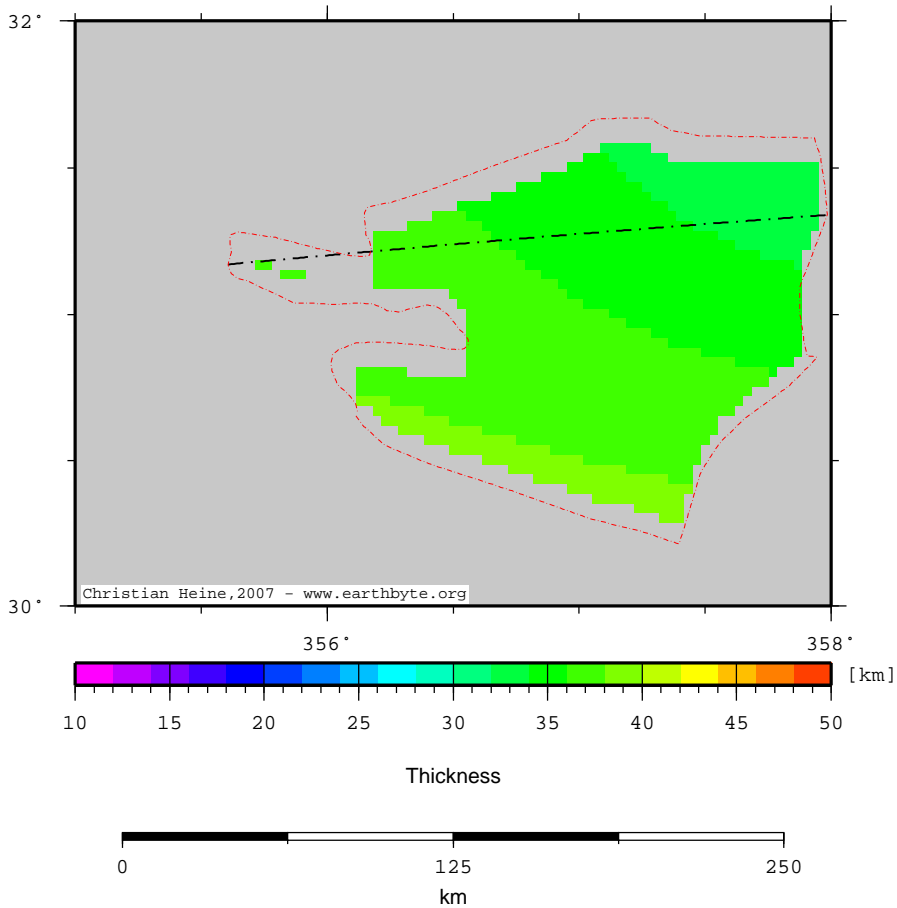 32°
Christian Heine,2007 - www.earthbyte.org
30°
356° 358°
[km]
10 15 20 25 30 35 40 45 50
Thickness
0 125 250
km